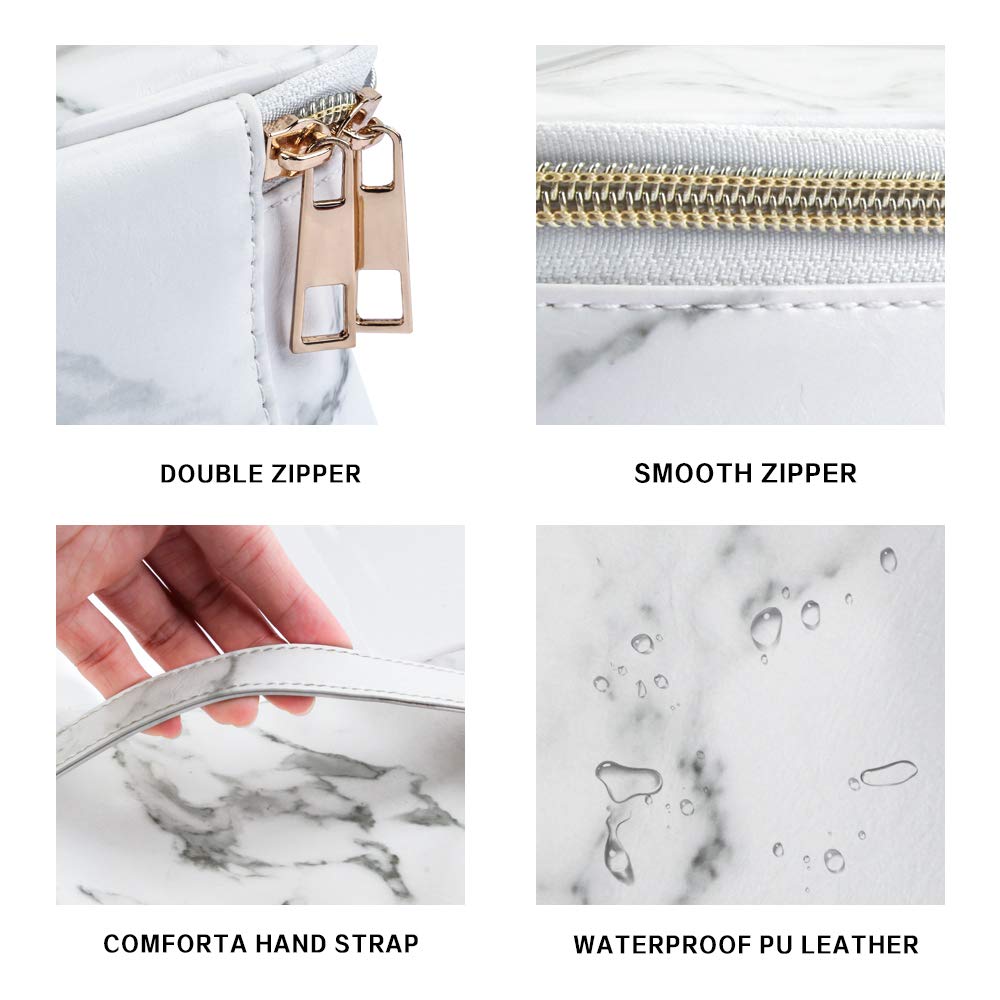 DOUBLE ZIPPER
SMOOTH ZIPPER
COMFORTA HAND STRAP
WATERPROOF PU LEATHER